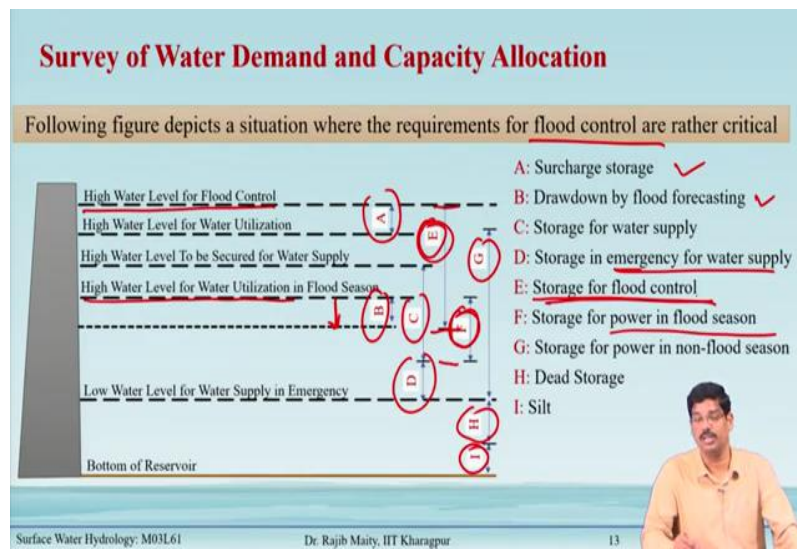 Survey of Water Demand and Capacity Allocation
Following figure depicts a situation where the requirements for flood control are rather critical
High Water Level for Flood Control
High Water Level for Water Utilization
High Water Level To be Secured for Water Supply
High Water Level for Water Utilization in Flood Season
Low Water Level for Water Supply in Emergency
Bottom of Reservoir
A
B
C
D
E
F
G
H
I
A: Surcharge storage
B: Drawdown by flood forecasting
C: Storage for water supply
D: Storage in emergency for water supply
E: Storage for flood control
F: Storage for power in flood season
G: Storage for power in non-flood season
H: Dead Storage
I: Silt
Surface Water Hydrology: M03L61
Dr. Rajib Maity, IIT Kharagpur
13